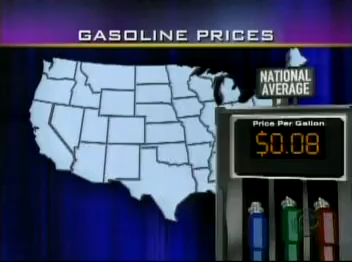 GASOLINE PRICES
NATIONAL
AVERAGE
Price Per Gallon
$0.08